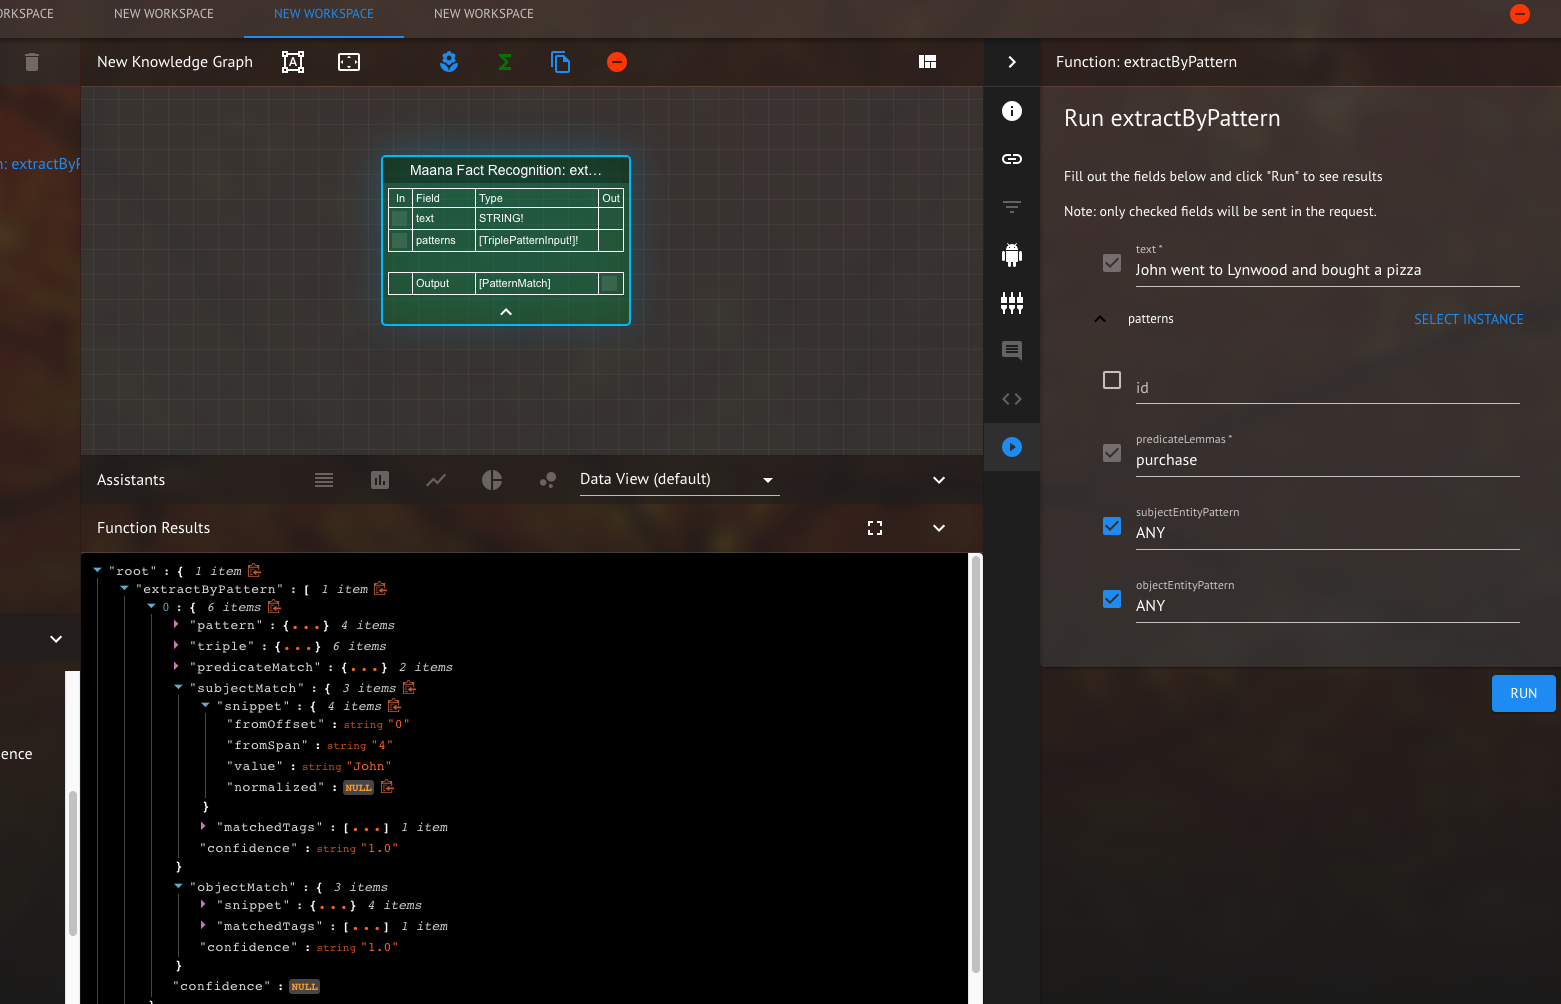 ORKSPACE
NEW WORKSPACE
NEW WORKSPACE
NEW WORKSPACE
New Knowledge Graph
A
Function: extractByPattern
n: extractByP
Maana Fact Recognition: ext…
In Field Type Out
text STRING!
patterns [TriplePatternInput!]!
Output [PatternMatch]
Run extractByPattern
Fill out the fields below and click "Run" to see results
Note: only checked fields will be sent in the request.
text *
John went to Lynwood and bought a pizza
patterns SELECT INSTANCE
id
predicateLemmas *
purchase
subjectEntityPattern
ANY
objectEntityPattern
ANY
RUN
Assistants
Data View (default)
Function Results
ence
"root" : { 1 item
"extractByPattern" : [ 1 item
0 : { 6 items
"pattern" : {...} 4 items
"triple" : {...} 6 items
"predicateMatch" : {...} 2 items
"subjectMatch" : { 3 items
"snippet" : { 4 items
"fromOffset" : string "0"
"fromSpan" : string "4"
"value" : string "John"
"normalized" : NULL
}
"matchedTags" : [...] 1 item
"confidence" : string "1.0"
}
"objectMatch" : { 3 items
"snippet" : {...} 4 items
"matchedTags" : [...] 1 item
"confidence" : string "1.0"
}
"confidence" : NULL